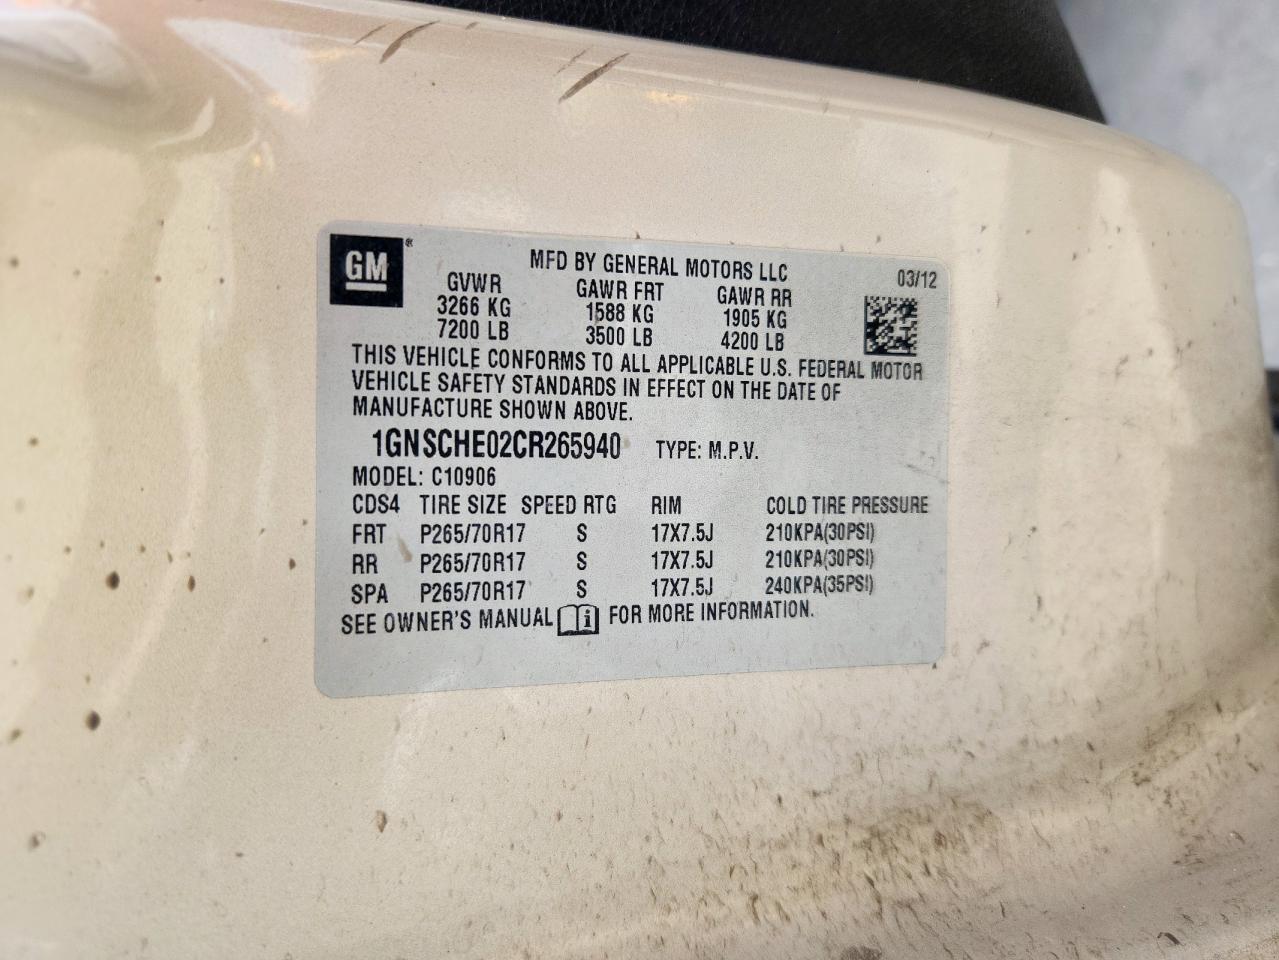 GM ®
MFD BY GENERAL MOTORS LLC
03/12
GVWR GAWR FRT GAWR RR
3266 KG 1588 KG 1905 KG
7200 LB 3500 LB 4200 LB
THIS VEHICLE CONFORMS TO ALL APPLICABLE U.S. FEDERAL MOTOR
VEHICLE SAFETY STANDARDS IN EFFECT ON THE DATE OF
MANUFACTURE SHOWN ABOVE.
1GNSCHE02CR265940 TYPE: M.P.V.
MODEL: C10906
CDS4 TIRE SIZE SPEED RTG RIM COLD TIRE PRESSURE
FRT P265/70R17 S 17X7.5J 210KPA(30PSI)
RR P265/70R17 S 17X7.5J 210KPA(30PSI)
SPA P265/70R17 S 17X7.5J 240KPA(35PSI)
SEE OWNER'S MANUAL i FOR MORE INFORMATION.